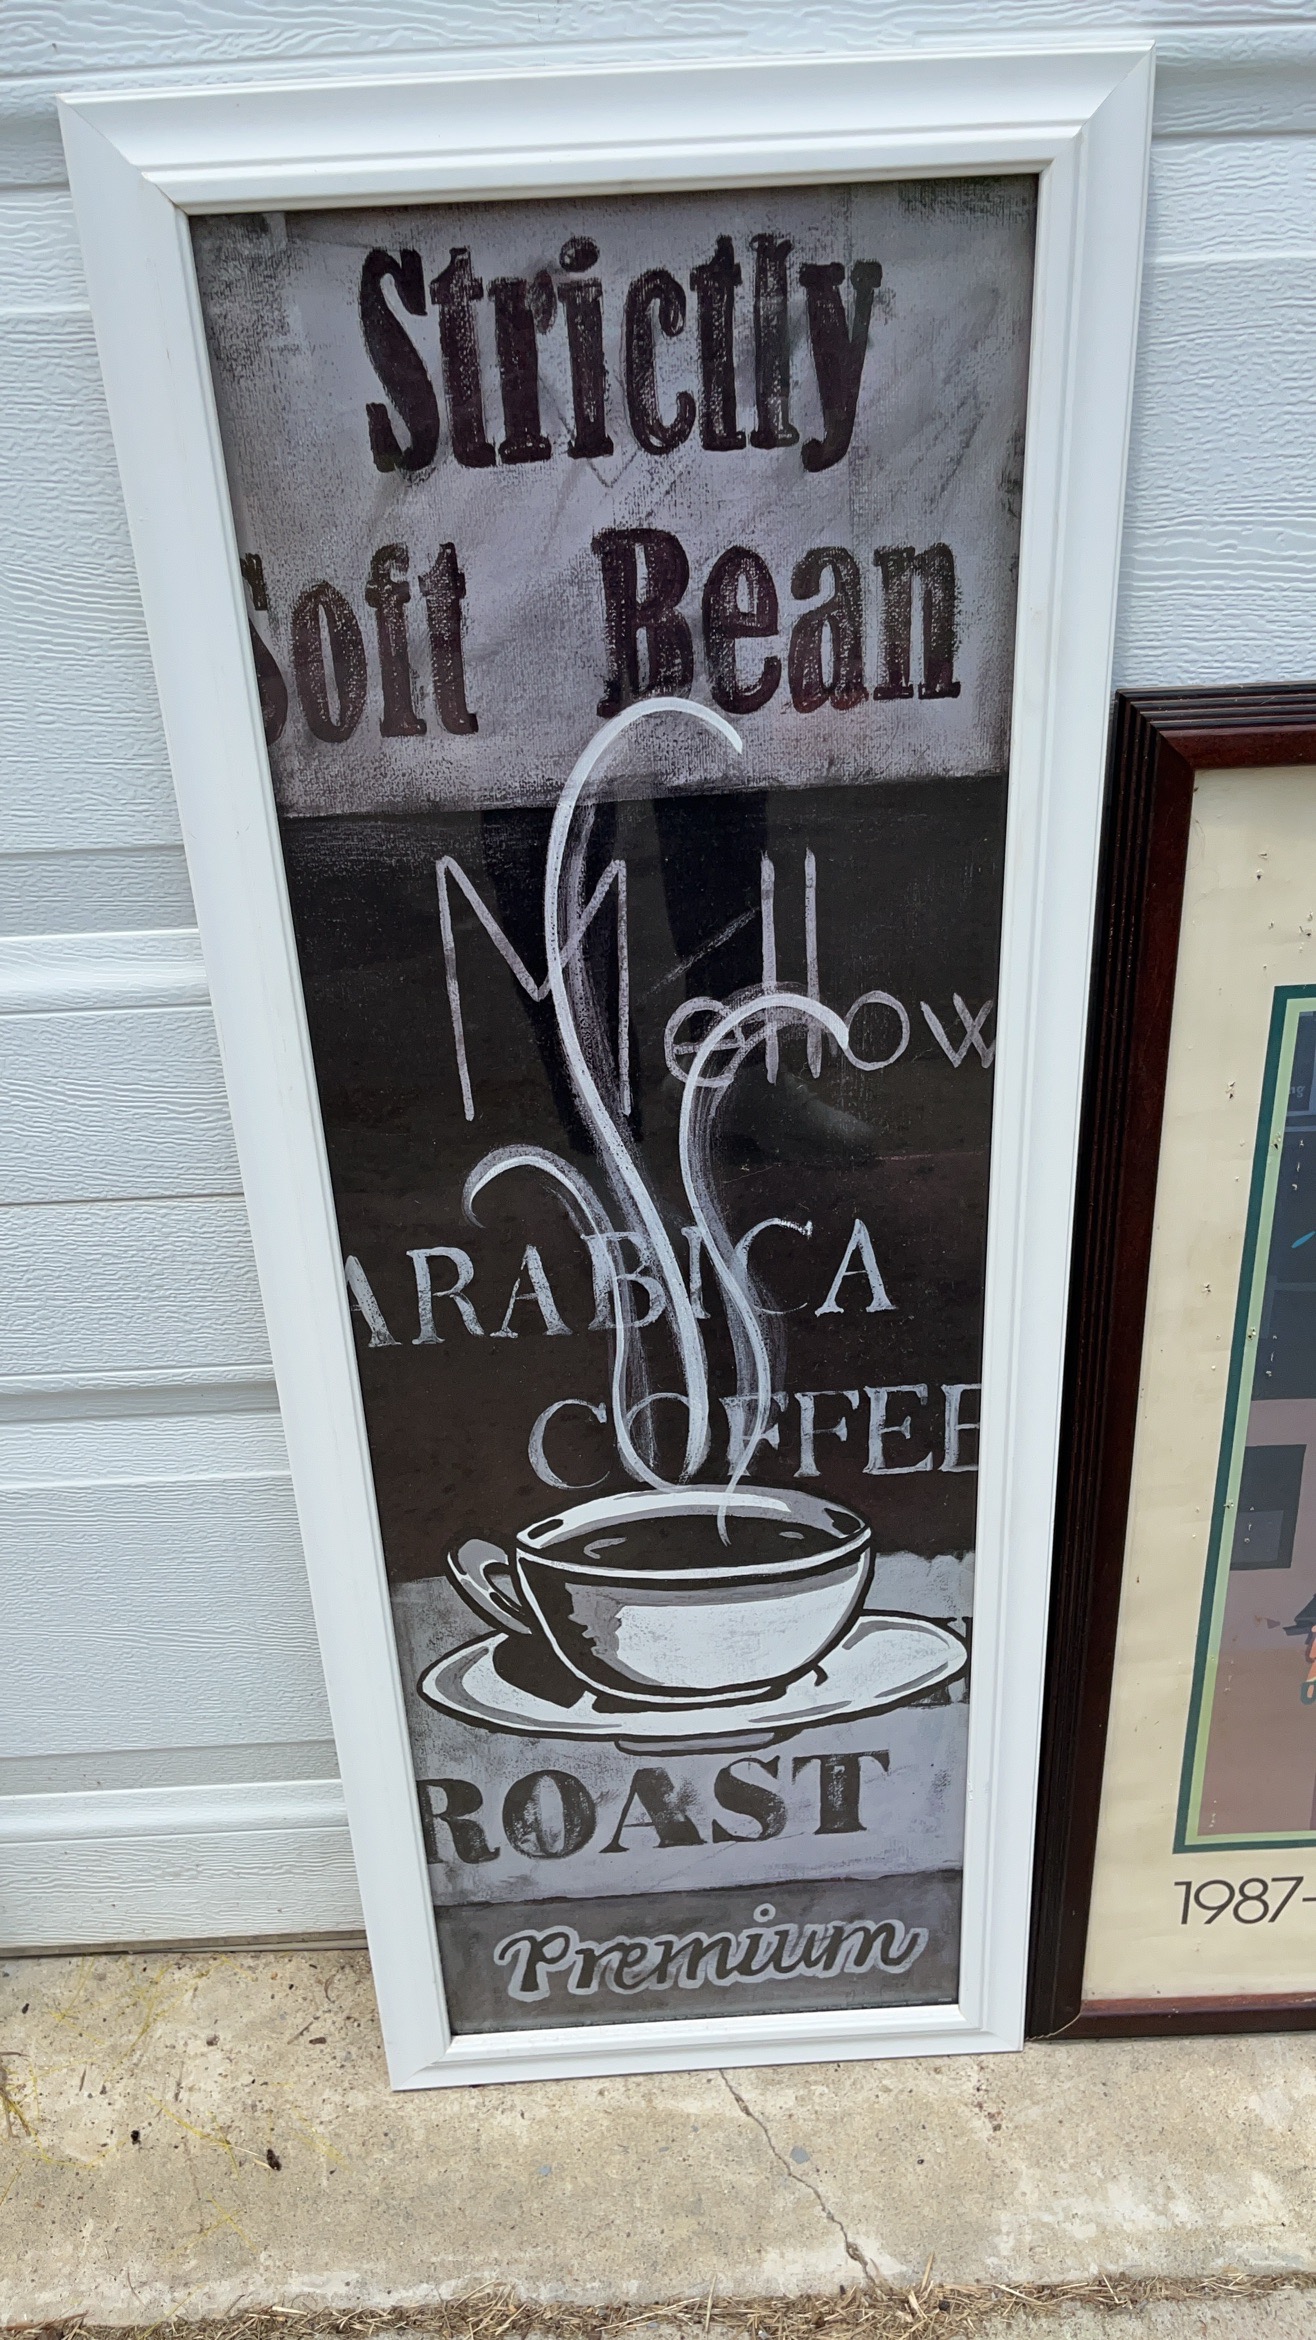 Strictly
Soft Bean
Mellow
ARABICA
COFFEE
ROAST
Premium
1987-